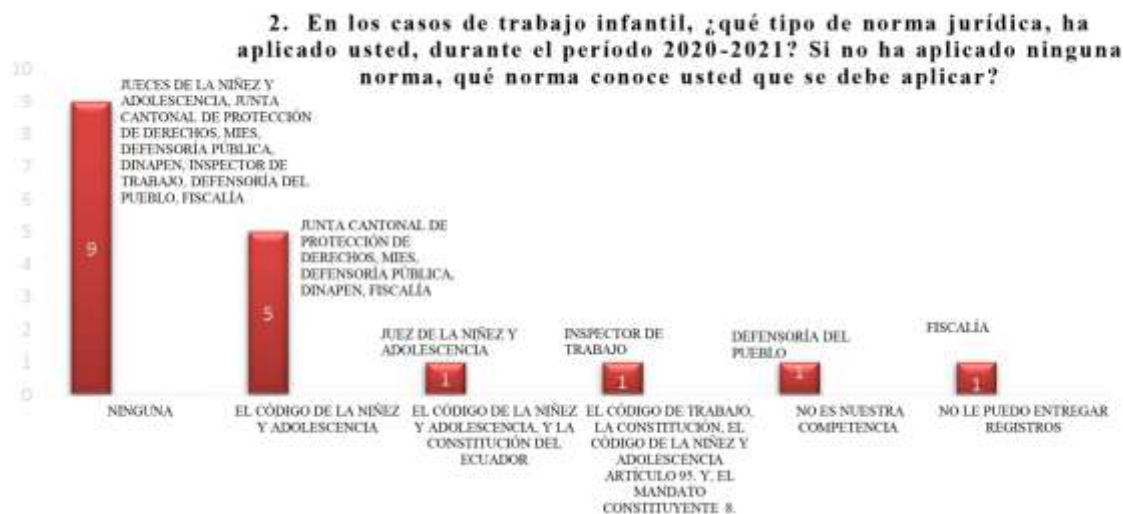 2. En los casos de trabajo infantil, ¿qué tipo de norma jurídica, ha
aplicado usted, durante el período 2020-2021? Si no ha aplicado ninguna
norma, qué norma conoce usted que se debe aplicar?
10
9
8
7
6
5
4
3
2
1
0
JUECES DE LA NIÑEZ Y
ADOLESCENCIA, JUNTA
CANTONAL DE PROTECCIÓN
DE DERECHOS, MIES,
DEFENSORÍA PÚBLICA,
DINAPEN, INSPECTOR DE
TRABAJO, DEFENSORÍA DEL
PUEBLO, FISCALÍA
9
JUNTA CANTONAL DE
PROTECCIÓN DE
DERECHOS, MIES,
DEFENSORÍA PÚBLICA,
DINAPEN, FISCALÍA
5
JUEZ DE LA NIÑEZ Y
ADOLESCENCIA
1
INSPECTOR DE
TRABAJO
1
DEFENSORÍA DEL
PUEBLO
1
FISCALÍA
1
NINGUNA
EL CÓDIGO DE LA NIÑEZ
Y ADOLESCENCIA
EL CÓDIGO DE LA NIÑEZ
Y ADOLESCENCIA, Y LA
CONSTITUCIÓN DEL
ECUADOR
EL CÓDIGO DE TRABAJO,
LA CONSTITUCIÓN, EL
CÓDIGO DE LA NIÑEZ Y
ADOLESCENCIA
ARTÍCULO 95. Y, EL
MANDATO
CONSTITUYENTE 8.
NO ES NUESTRA
COMPETENCIA
NO LE PUEDO ENTREGAR
REGISTROS